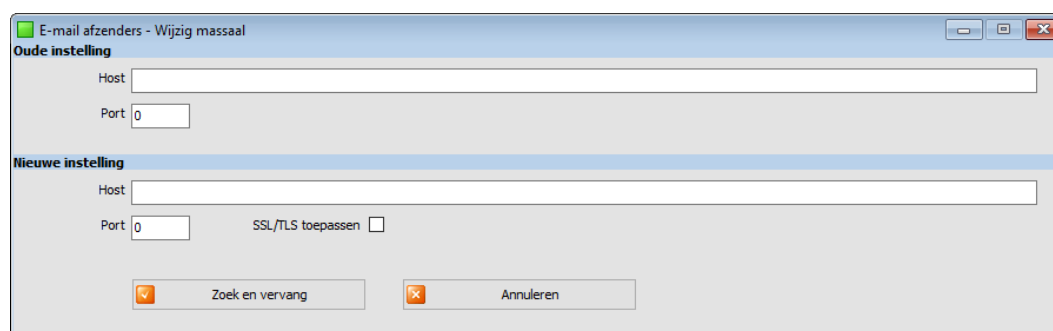 E-mail afzenders - Wijzig massaal
Oude instelling
Host
Port 0
Nieuwe instelling
Host
Port 0 SSL/TLS toepassen
Zoek en vervang Annuleren